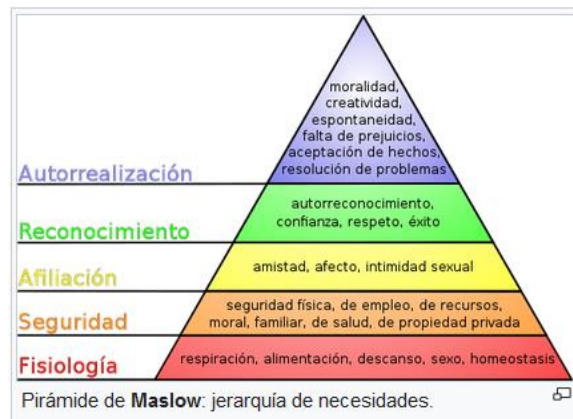 moralidad,
creatividad,
espontaneidad,
falta de prejuicios,
aceptación de hechos,
resolución de problemas
Autorrealización
autorreconocimiento,
confianza, respeto, éxito
Reconocimiento
amistad, afecto, intimidad sexual
Afiliación
seguridad física, de empleo, de recursos,
moral, familiar, de salud, de propiedad privada
Seguridad
respiración, alimentación, descanso, sexo, homeostasis
Fisiología
Pirámide de Maslow: jerarquía de necesidades.